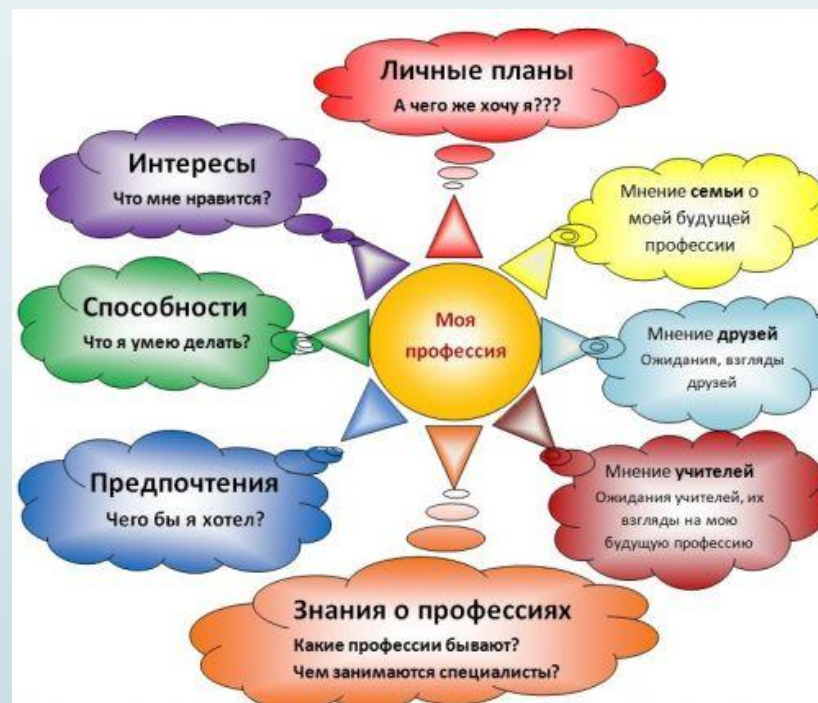 Личные планы
А чего же хочу я???
Интересы
Что мне нравится?
Мнение семьи о
моей будущей
профессии
Способности
Что я умею делать?
Моя
профессия
Мнение друзей
Ожидания, взгляды
друзей
Предпочтения
Чего бы я хотел?
Мнение учителей
Ожидания учителей, их
взгляды на мою
будущую профессию
Знания о профессиях
Какие профессии бывают?
Чем занимаются специалисты?